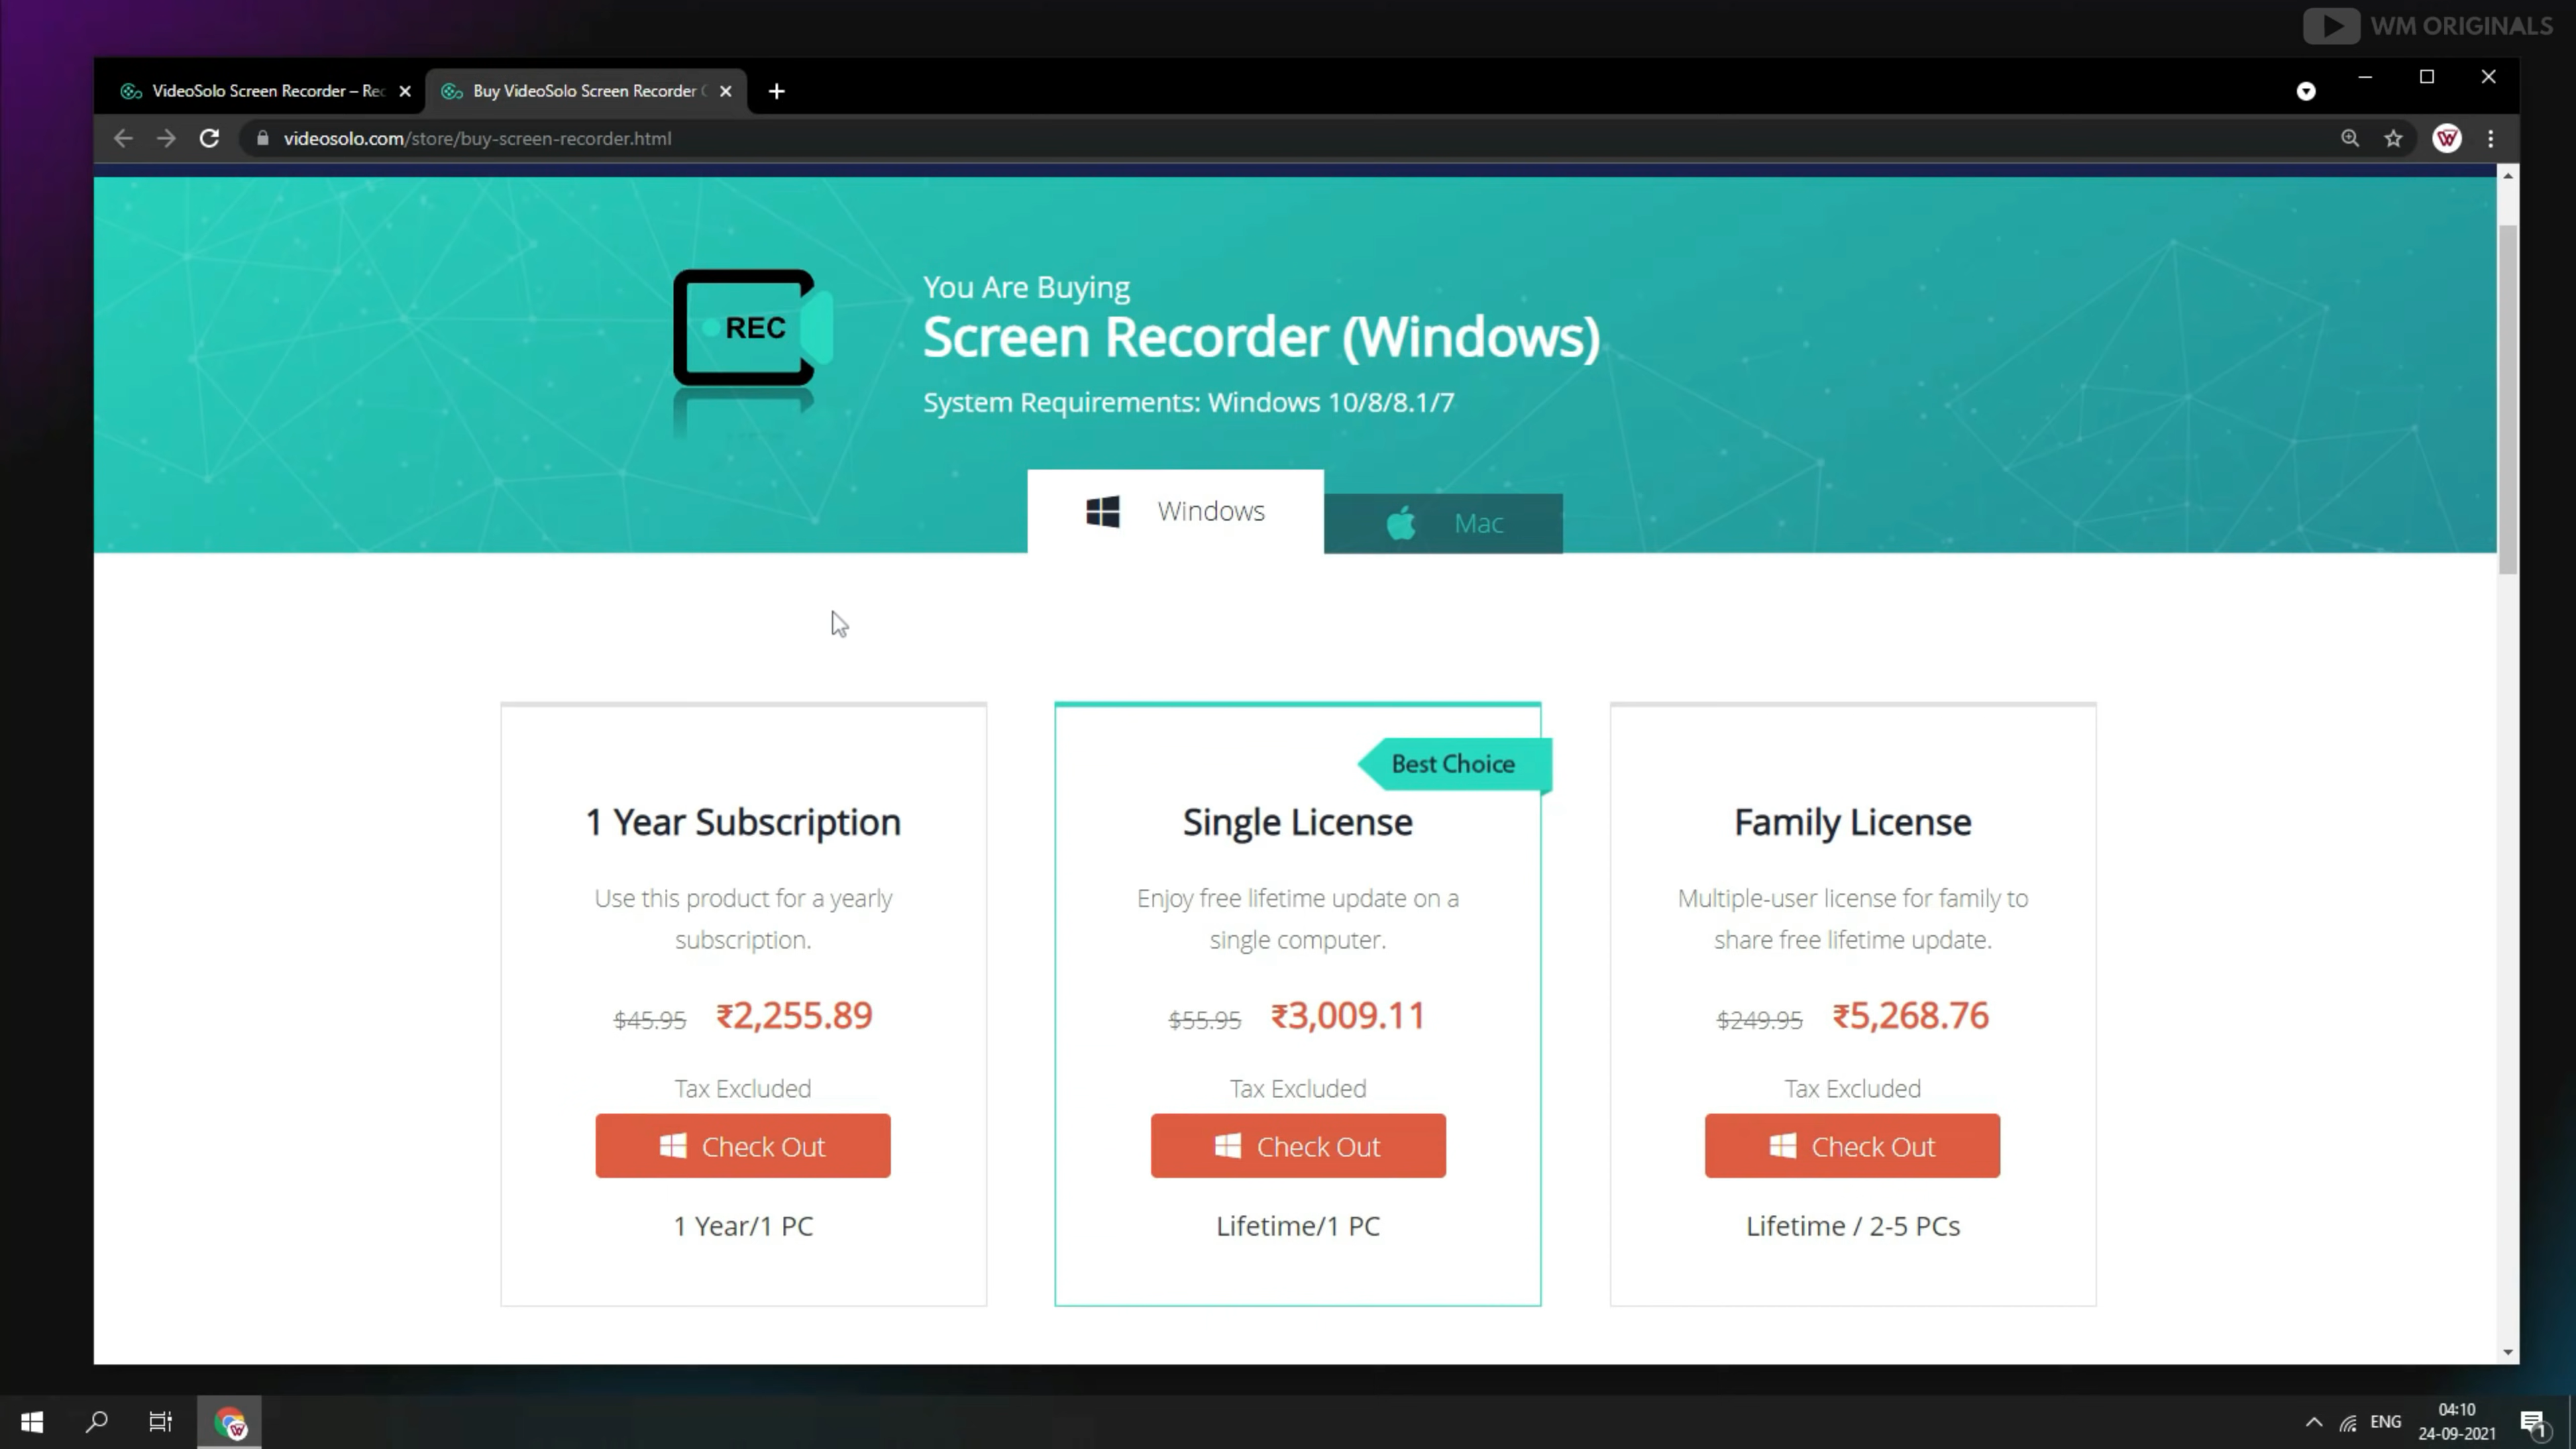 WM ORIGINALS
VideoSolo Screen Recorder – Rec
Buy VideoSolo Screen Recorder
videosolo.com/store/buy-screen-recorder.html
REC
You Are Buying
Screen Recorder (Windows)
System Requirements: Windows 10/8/8.1/7
Windows
Mac
Best Choice
1 Year Subscription
Use this product for a yearly
subscription.
$45.95 ₹2,255.89
Tax Excluded
Check Out
1 Year/1 PC
Single License
Enjoy free lifetime update on a
single computer.
$55.95 ₹3,009.11
Tax Excluded
Check Out
Lifetime/1 PC
Family License
Multiple-user license for family to
share free lifetime update.
$249.95 ₹5,268.76
Tax Excluded
Check Out
Lifetime / 2-5 PCs
ENG
04:10
24-09-2021
1